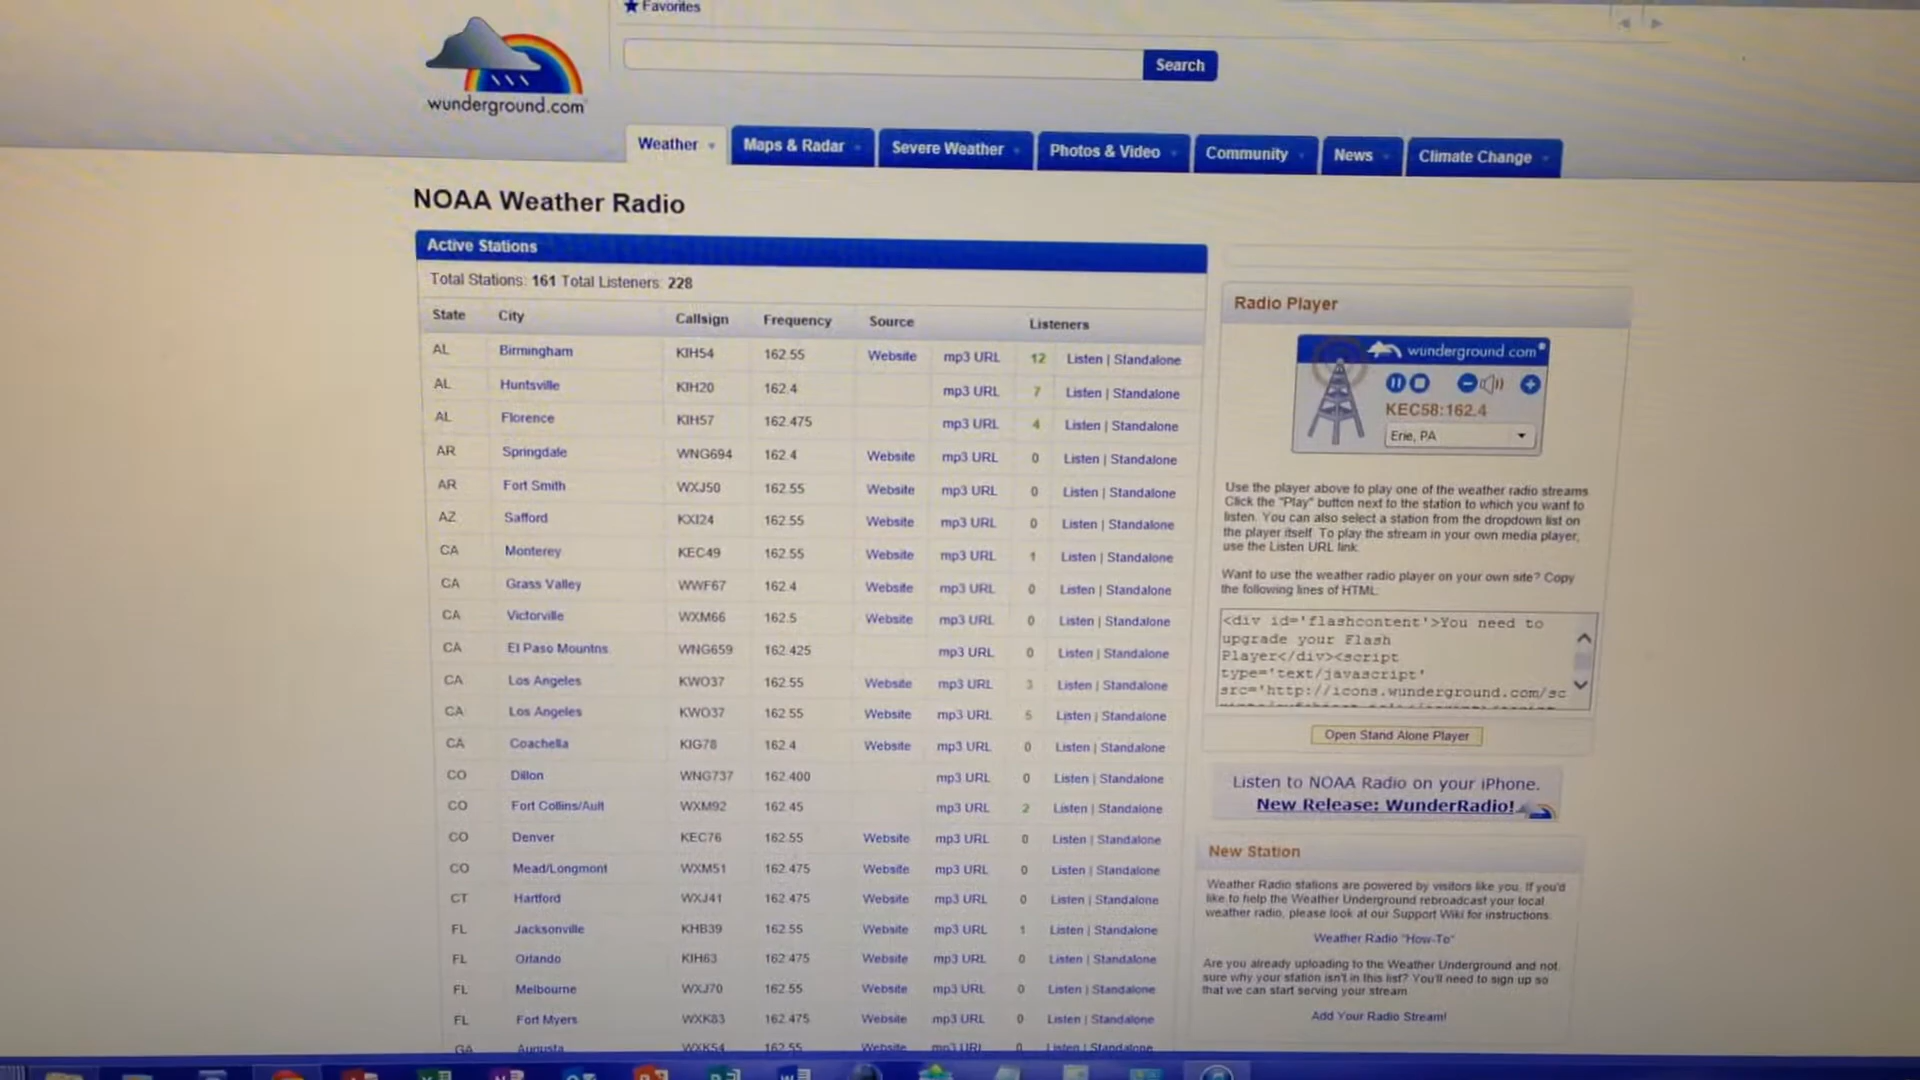 Favorites
wunderground.com
Search
Weather
Maps & Radar
Severe Weather
Photos & Video
Community
News
Climate Change
NOAA Weather Radio
Active Stations
Total Stations: 161 Total Listeners: 228
State City Callsign Frequency Source Listeners
AL Birmingham KIH54 162.55 Website mp3 URL 12 Listen | Standalone
AL Huntsville KIH20 162.4 mp3 URL 7 Listen | Standalone
AL Florence KIH57 162.475 mp3 URL 4 Listen | Standalone
AR Springdale WNG694 162.4 Website mp3 URL 0 Listen | Standalone
AR Fort Smith WXJ50 162.55 Website mp3 URL 0 Listen | Standalone
AZ Safford KXI24 162.55 Website mp3 URL 0 Listen | Standalone
CA Monterey KEC49 162.55 Website mp3 URL 1 Listen | Standalone
CA Grass Valley WWF67 162.4 Website mp3 URL 0 Listen | Standalone
CA Victorville WXM66 162.5 Website mp3 URL 0 Listen | Standalone
CA El Paso Mountns. WNG659 162.425 mp3 URL 0 Listen | Standalone
CA Los Angeles KWO37 162.55 Website mp3 URL 3 Listen | Standalone
CA Los Angeles KWO37 162.55 Website mp3 URL 5 Listen | Standalone
CA Coachella KIG78 162.4 Website mp3 URL 0 Listen | Standalone
CO Dillon WNG737 162.400 mp3 URL 0 Listen | Standalone
CO Fort Collins/Ault WXM92 162.45 mp3 URL 2 Listen | Standalone
CO Denver KEC76 162.55 Website mp3 URL 0 Listen | Standalone
CO Mead/Longmont WXM51 162.475 Website mp3 URL 0 Listen | Standalone
CT Hartford WXJ41 162.475 Website mp3 URL 0 Listen | Standalone
FL Jacksonville KHB39 162.55 Website mp3 URL 1 Listen | Standalone
FL Orlando KIH63 162.475 Website mp3 URL 0 Listen | Standalone
FL Melbourne WXJ70 162.55 Website mp3 URL 0 Listen | Standalone
FL Fort Myers WXK83 162.475 Website mp3 URL 0 Listen | Standalone
GA Augusta WXK54 162.55 Website mp3 URL 0 Listen | Standalone
Radio Player
wunderground.com
KEC58:162.4
Erie, PA
Use the player above to play one of the weather radio streams.
Click the "Play" button next to the station to which you want to
listen. You can also select a station from the dropdown list on
the player itself. To play the stream in your own media player,
use the Listen URL link.
Want to use the weather radio player on your own site? Copy
the following lines of HTML:
<div id='flashcontent'>You need to
upgrade your Flash
Player</div><script
type='text/javascript'
src='http://icons.wunderground.com/sc
Open Stand Alone Player
Listen to NOAA Radio on your iPhone.
New Release: WunderRadio!
New Station
Weather Radio stations are powered by visitors like you. If you'd
like to help the Weather Underground rebroadcast your local
weather radio, please look at our Support Wiki for instructions.
Weather Radio "How-To"
Are you already uploading to the Weather Underground and not
sure why your station isn't in this list? You'll need to sign up so
that we can start serving your stream.
Add Your Radio Stream!